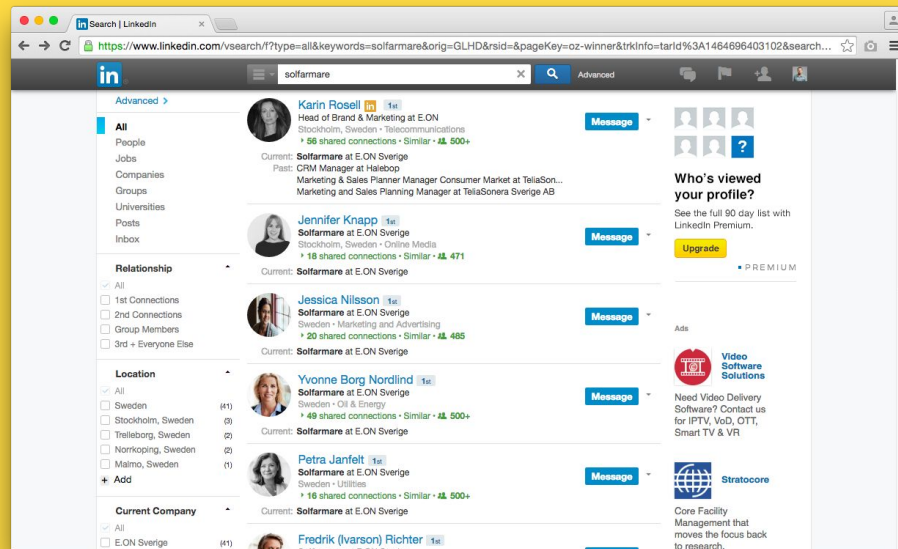 Search | LinkedIn
https://www.linkedin.com/vsearch/f?type=all&keywords=solfarmare&orig=GLHD&rsid=&pageKey=oz-winner&trkInfo=tarId%3A1464696403102&search...
in
solfarmare
Advanced
Advanced >
All
People
Jobs
Companies
Groups
Universities
Posts
Inbox
Relationship
All
1st Connections
2nd Connections
Group Members
3rd + Everyone Else
Location
All
Sweden (41)
Stockholm, Sweden (3)
Trelleborg, Sweden (2)
Norrkoping, Sweden (2)
Malmo, Sweden (1)
+ Add
Current Company
All
E.ON Sverige (41)
Karin Rosell in 1st
Head of Brand & Marketing at E.ON
Stockholm, Sweden • Telecommunications
56 shared connections • Similar • 500+
Current: Solfarmare at E.ON Sverige
Past: CRM Manager at Halebop
Marketing & Sales Planner Manager Consumer Market at TeliaSon...
Marketing and Sales Planning Manager at TeliaSonera Sverige AB
Message
Jennifer Knapp 1st
Solfarmare at E.ON Sverige
Stockholm, Sweden • Online Media
18 shared connections • Similar • 471
Current: Solfarmare at E.ON Sverige
Message
Jessica Nilsson 1st
Solfarmare at E.ON Sverige
Sweden • Marketing and Advertising
20 shared connections • Similar • 465
Current: Solfarmare at E.ON Sverige
Message
Yvonne Borg Nordlind 1st
Solfarmare at E.ON Sverige
Sweden • Oil & Energy
49 shared connections • Similar • 500+
Current: Solfarmare at E.ON Sverige
Message
Petra Janfelt 1st
Solfarmare at E.ON Sverige
Sweden • Utilities
16 shared connections • Similar • 500+
Current: Solfarmare at E.ON Sverige
Message
Fredrik (Ivarson) Richter 1st
?
Who's viewed
your profile?
See the full 90 day list with
LinkedIn Premium.
Upgrade
PREMIUM
Ads
Video
Software
Solutions
Need Video Delivery
Software? Contact us
for IPTV, VoD, OTT,
Smart TV & VR
Stratocore
Core Facility
Management that
moves the focus back
to research.